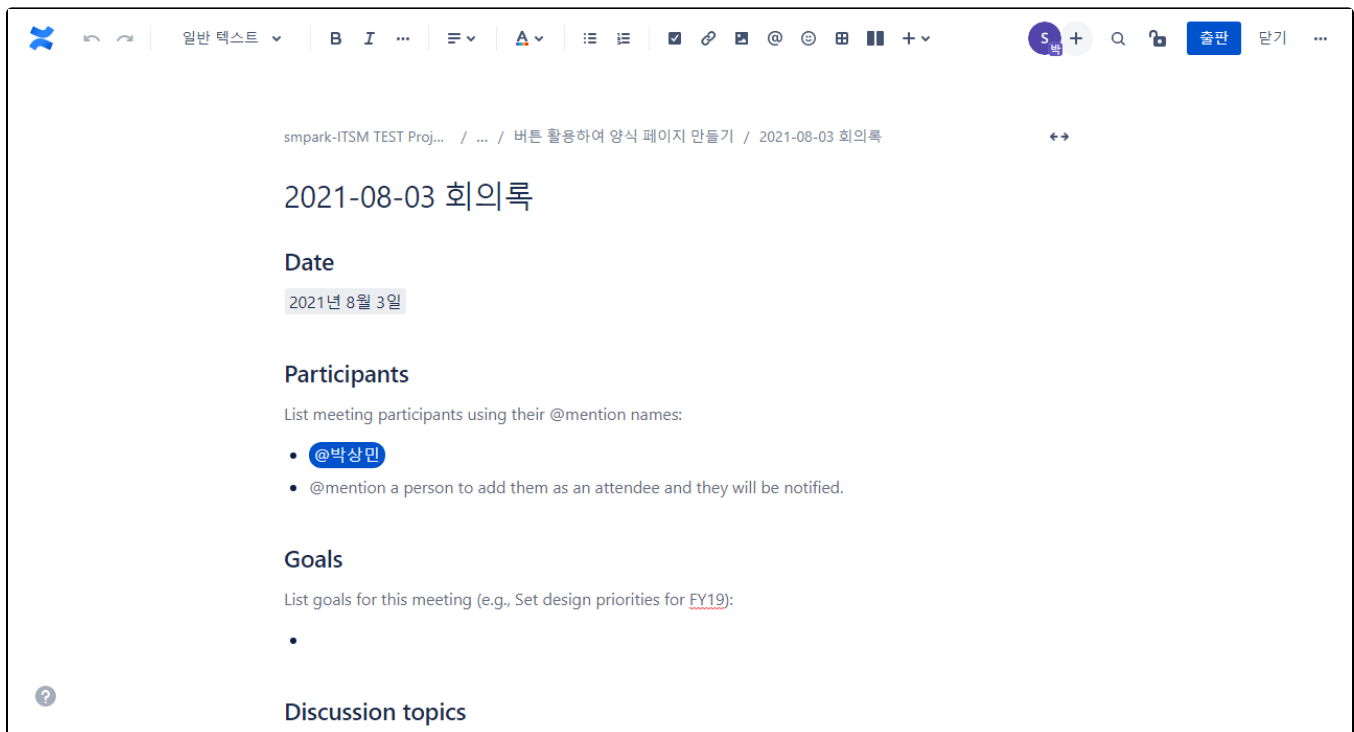 일반 텍스트
B I ... A @ +
S 박 +
출판 닫기 ...
smpark-ITSM TEST Proj... / ... / 버튼 활용하여 양식 페이지 만들기 / 2021-08-03 회의록
2021-08-03 회의록
Date
2021년 8월 3일
Participants
List meeting participants using their @mention names:
• @박상민
• @mention a person to add them as an attendee and they will be notified.
Goals
List goals for this meeting (e.g., Set design priorities for FY19):
•
?
Discussion topics